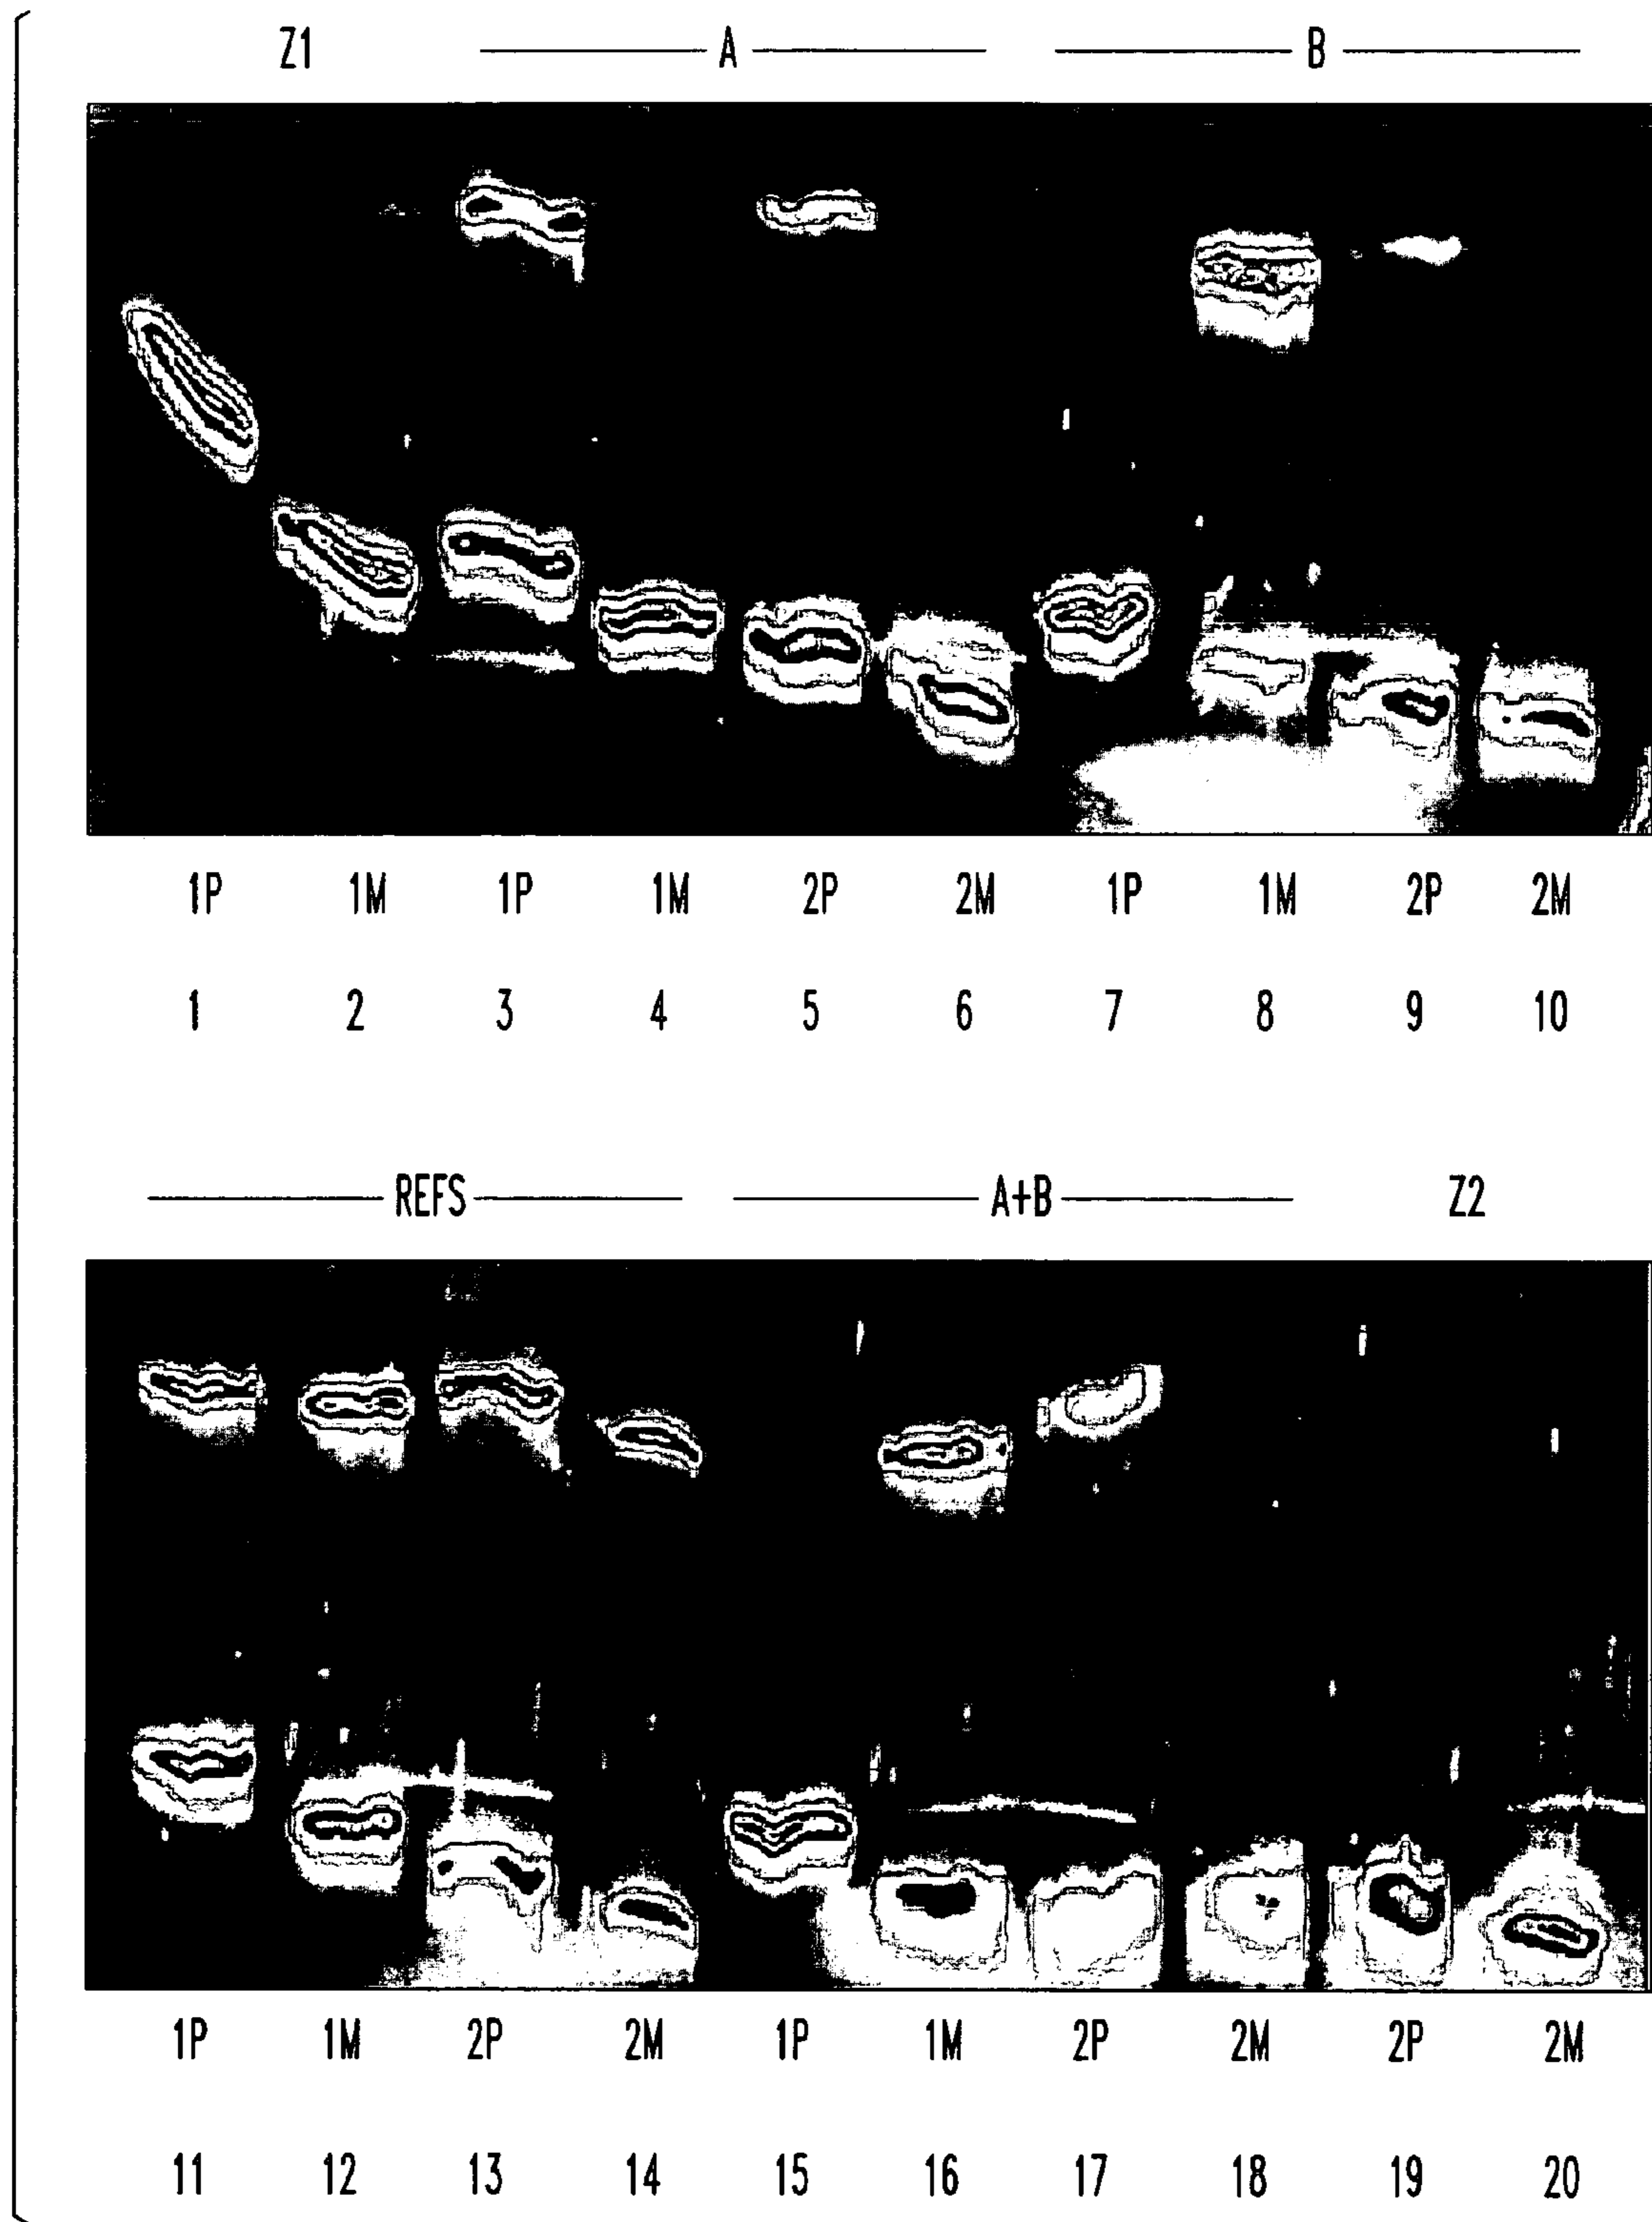 Z1 A B
1P 1M 1P 1M 2P 2M 1P 1M 2P 2M
1 2 3 4 5 6 7 8 9 10
REFS A+B Z2
1P 1M 2P 2M 1P 1M 2P 2M 2P 2M
11 12 13 14 15 16 17 18 19 20